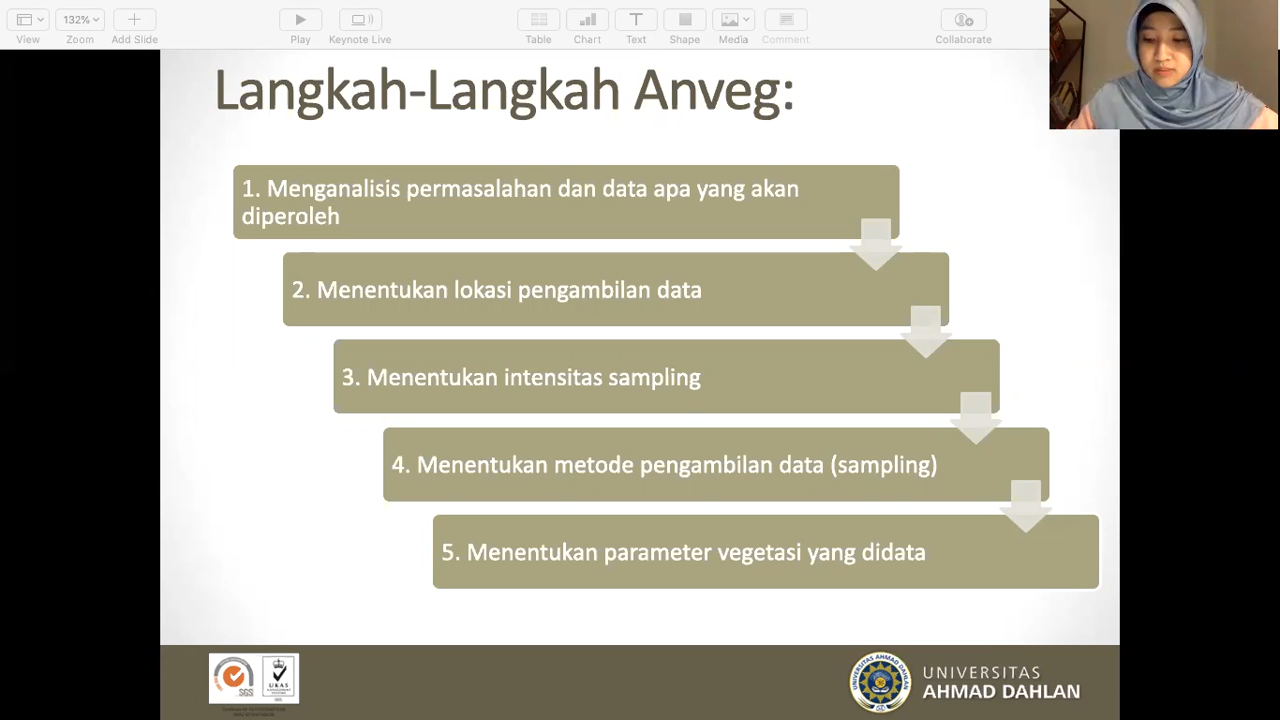 132%
View
Zoom
Add Slide
Play
Keynote Live
Table
Chart
Text
Shape
Media
Comment
Collaborate
Langkah-Langkah Anveg:
1. Menganalisis permasalahan dan data apa yang akan
diperoleh
2. Menentukan lokasi pengambilan data
3. Menentukan intensitas sampling
4. Menentukan metode pengambilan data (sampling)
5. Menentukan parameter vegetasi yang didata
SGS
UKAS
UNIVERSITAS
AHMAD DAHLAN